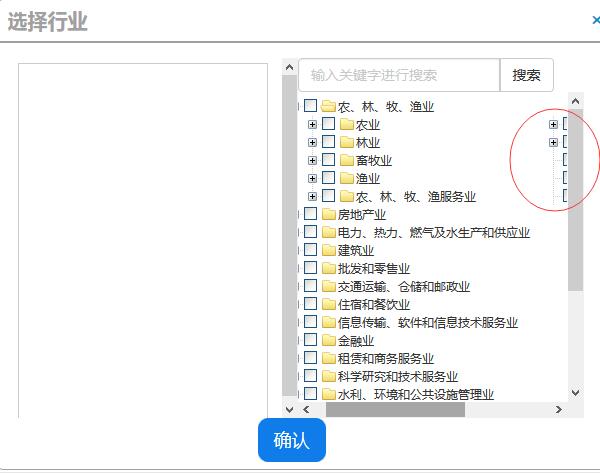 选择行业
输入关键字进行搜索 搜索
农、林、牧、渔业
农业
林业
畜牧业
渔业
农、林、牧、渔服务业
房地产业
电力、热力、燃气及水生产和供应业
建筑业
批发和零售业
交通运输、仓储和邮政业
住宿和餐饮业
信息传输、软件和信息技术服务业
金融业
租赁和商务服务业
科学研究和技术服务业
水利、环境和公共设施管理业
确认